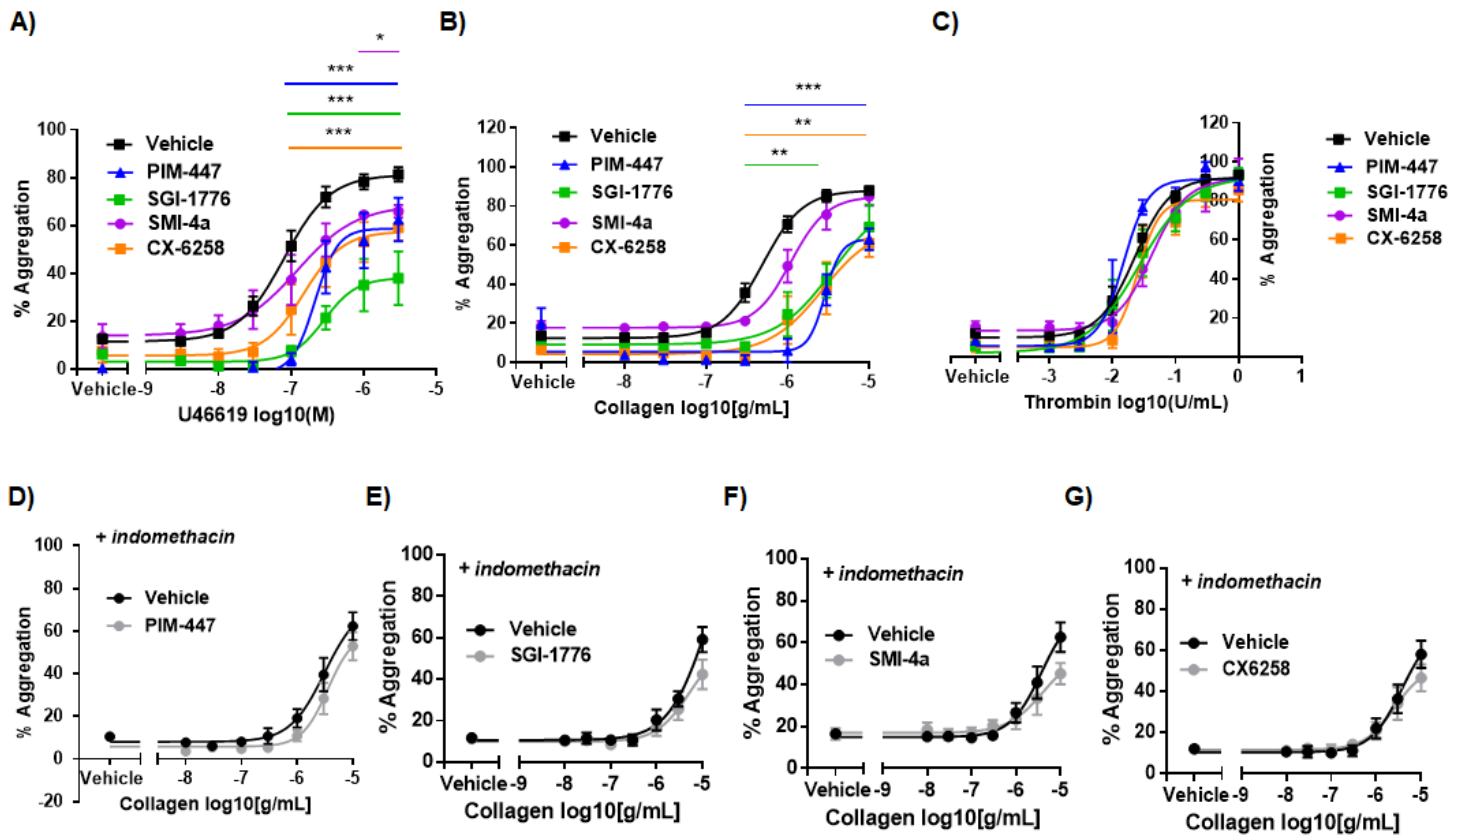 A)
*
***
***
***
100
80
60
40
20
0
% Aggregation
Vehicle
PIM-447
SGI-1776
SMI-4a
CX-6258
Vehicle -9 -8 -7 -6 -5
U46619 log10(M)
B)
***
**
**
120
100
80
60
40
20
0
% Aggregation
Vehicle
PIM-447
SGI-1776
SMI-4a
CX-6258
Vehicle -8 -7 -6 -5
Collagen log10[g/mL]
C)
120
100
80
60
40
20
% Aggregation
Vehicle
PIM-447
SGI-1776
SMI-4a
CX-6258
Vehicle -3 -2 -1 0 1
Thrombin log10(U/mL)
D)
+ indomethacin
100
80
60
40
20
0
-20
% Aggregation
Vehicle
PIM-447
Vehicle -8 -7 -6 -5
Collagen log10[g/mL]
E)
+ indomethacin
100
80
60
40
20
0
% Aggregation
Vehicle
SGI-1776
Vehicle -9 -8 -7 -6 -5
Collagen log10[g/mL]
F)
+ indomethacin
100
80
60
40
20
0
% Aggregation
Vehicle
SMI-4a
Vehicle -9 -8 -7 -6 -5
Collagen log10[g/mL]
G)
+ indomethacin
100
80
60
40
20
0
% Aggregation
Vehicle
CX6258
Vehicle -9 -8 -7 -6 -5
Collagen log10[g/mL]